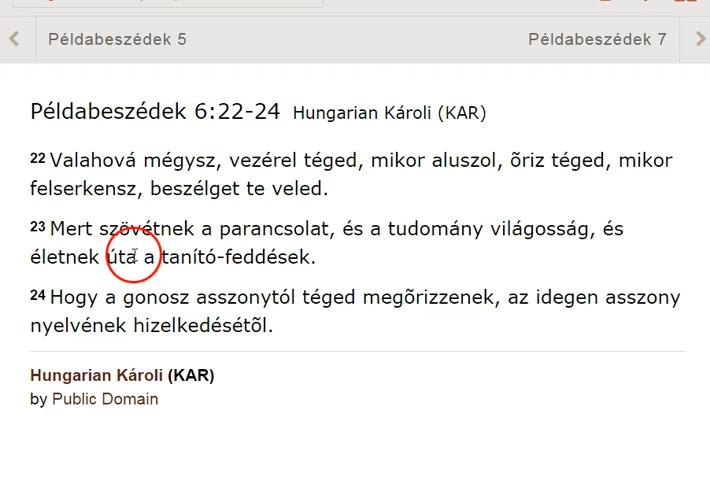 Példabeszédek 5
Példabeszédek 7
Példabeszédek 6:22-24 Hungarian Károli (KAR)
22 Valahová mégysz, vezérel téged, mikor aluszol, õriz téged, mikor
felserkensz, beszélget te veled.
23 Mert szövétnek a parancsolat, és a tudomány világosság, és
életnek úta a tanító-feddések.
24 Hogy a gonosz asszonytól téged megõrizzenek, az idegen asszony
nyelvének hizelkedésétõl.
Hungarian Károli (KAR)
by Public Domain